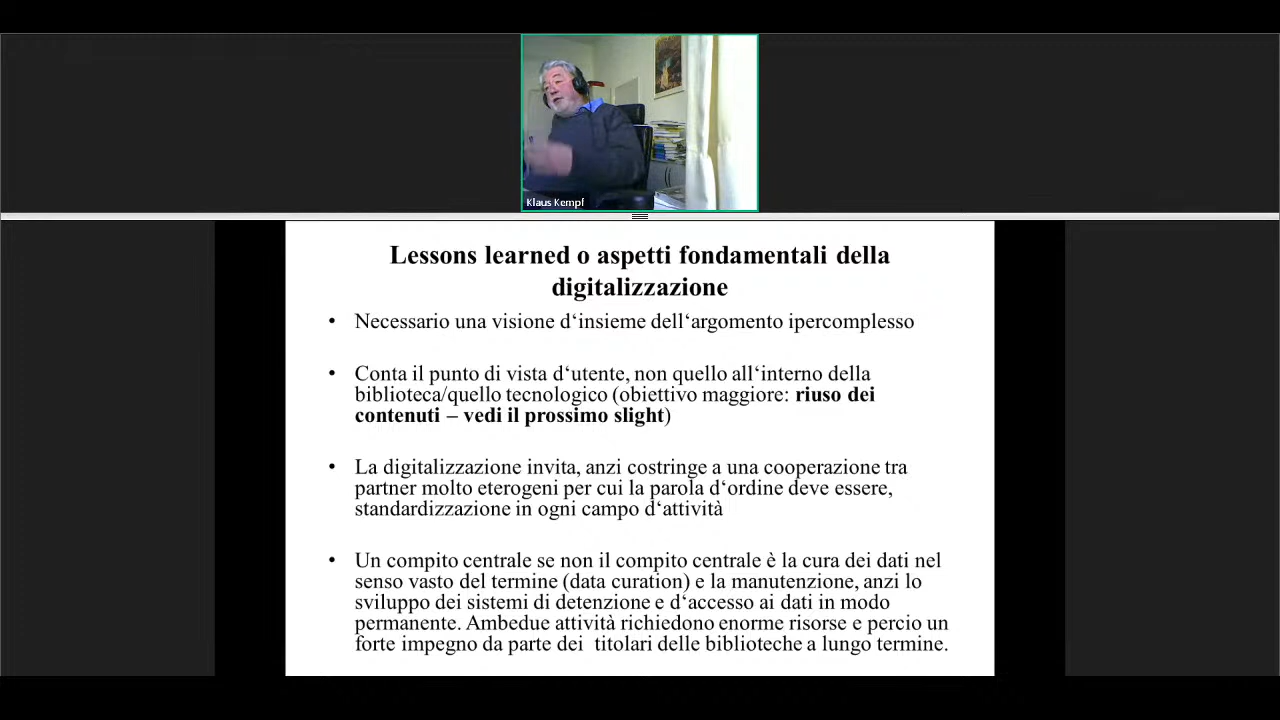 Klaus Kempf
Lessons learned o aspetti fondamentali della
digitalizzazione
• Necessario una visione d‘insieme dell‘argomento ipercomplesso
• Conta il punto di vista d‘utente, non quello all‘interno della
biblioteca/quello tecnologico (obiettivo maggiore: riuso dei
contenuti – vedi il prossimo slight)
• La digitalizzazione invita, anzi costringe a una cooperazione tra
partner molto eterogeni per cui la parola d‘ordine deve essere,
standardizzazione in ogni campo d‘attività
• Un compito centrale se non il compito centrale è la cura dei dati nel
senso vasto del termine (data curation) e la manutenzione, anzi lo
sviluppo dei sistemi di detenzione e d‘accesso ai dati in modo
permanente. Ambedue attività richiedono enorme risorse e percio un
forte impegno da parte dei  titolari delle biblioteche a lungo termine.